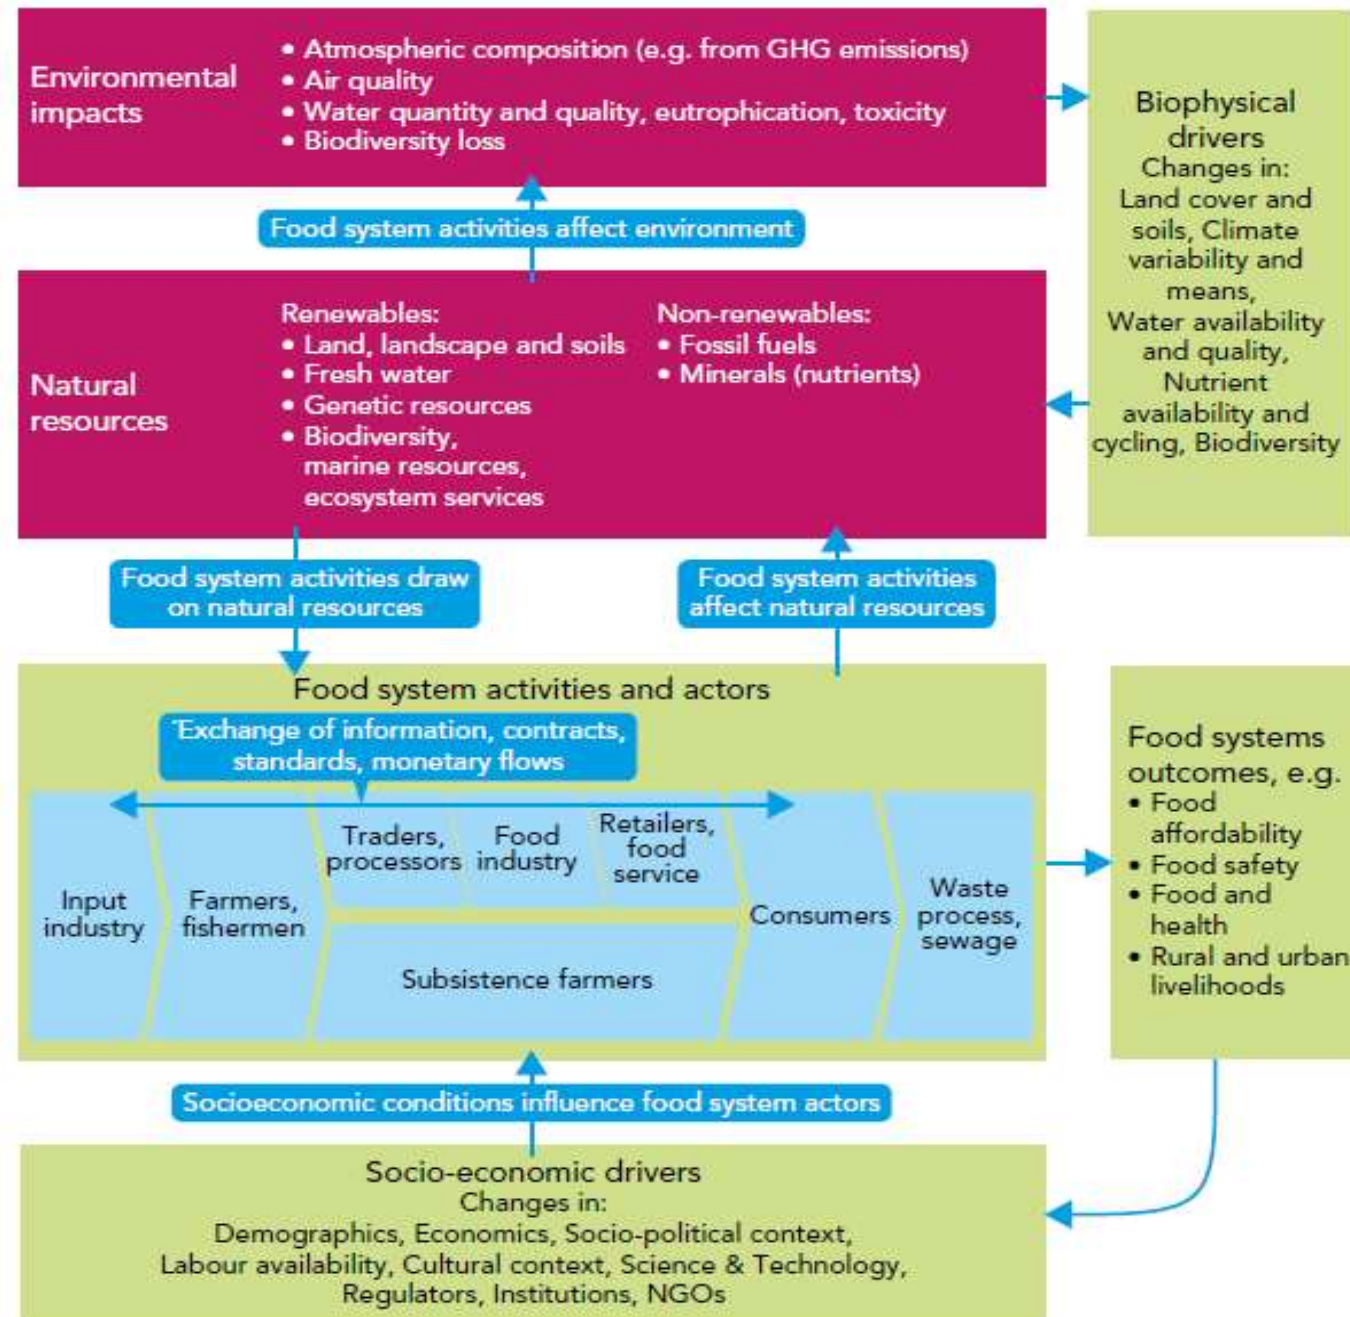 Environmental
impacts
• Atmospheric composition (e.g. from GHG emissions)
• Air quality
• Water quantity and quality, eutrophication, toxicity
• Biodiversity loss
Biophysical
drivers
Changes in:
Land cover and
soils, Climate
variability and
means,
Water availability
and quality,
Nutrient
availability and
cycling, Biodiversity
Food system activities affect environment
Natural
resources
Renewables:
• Land, landscape and soils
• Fresh water
• Genetic resources
• Biodiversity,
marine resources,
ecosystem services
Non-renewables:
• Fossil fuels
• Minerals (nutrients)
Food system activities draw
on natural resources
Food system activities
affect natural resources
Food system activities and actors
Exchange of information, contracts,
standards, monetary flows
Input
industry
Farmers,
fishermen
Traders,
processors
Food
industry
Retailers,
food
service
Subsistence farmers
Consumers
Waste
process,
sewage
Food systems
outcomes, e.g.
• Food
affordability
• Food safety
• Food and
health
• Rural and urban
livelihoods
Socioeconomic conditions influence food system actors
Socio-economic drivers
Changes in:
Demographics, Economics, Socio-political context,
Labour availability, Cultural context, Science & Technology,
Regulators, Institutions, NGOs